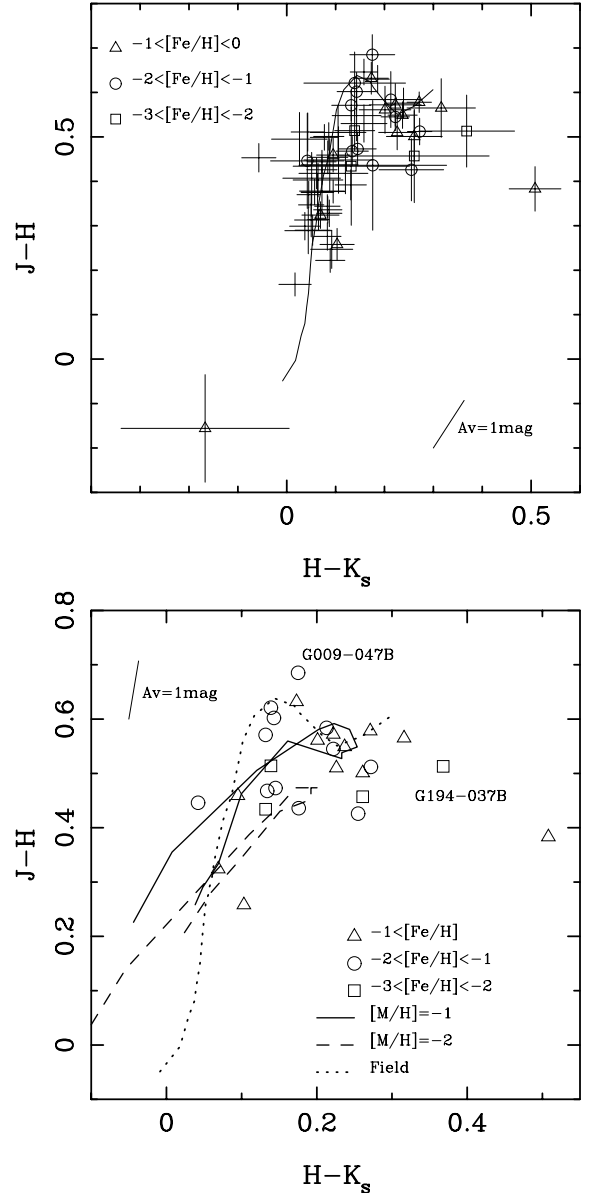 −1<[Fe/H]<0
−2<[Fe/H]<−1
−3<[Fe/H]<−2
0.5
0
J−H
Av=1mag
0
0.5
H−Ks
0.8
0.6
0.4
0.2
0
J−H
G009−047B
Av=1mag
G194−037B
−1<[Fe/H]
−2<[Fe/H]<−1
−3<[Fe/H]<−2
[M/H]=−1
[M/H]=−2
Field
0
0.2
0.4
H−Ks